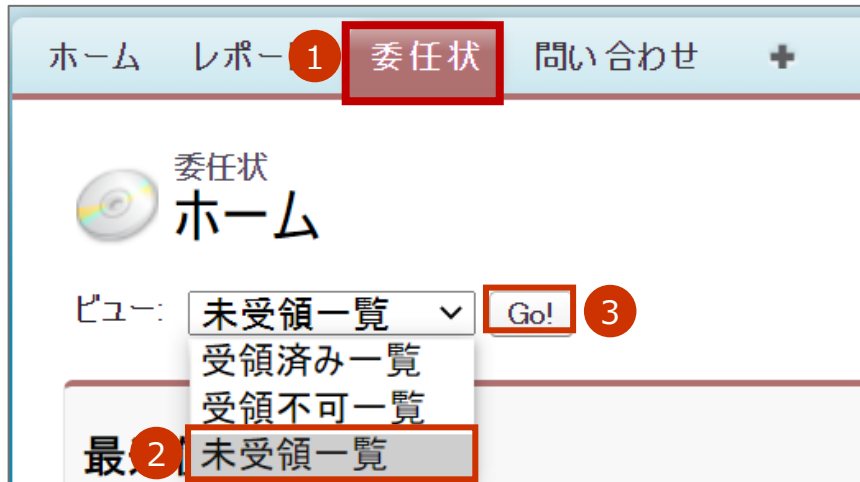 ホーム レポー 1 委任状 問い合わせ +
委任状
ホーム
ビュー: 未受領一覧 Go! 3
受領済み一覧
受領不可一覧
最 2 未受領一覧